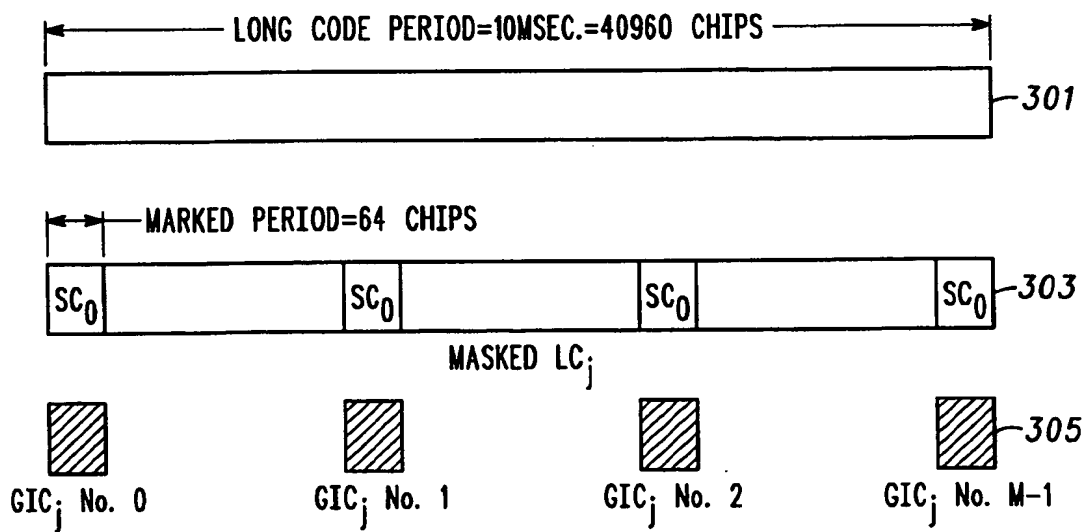 LONG CODE PERIOD=10MSEC.=40960 CHIPS
301
MARKED PERIOD=64 CHIPS
SC0 SC0 SC0 SC0
303
MASKED LCj
305
GICj No. 0 GICj No. 1 GICj No. 2 GICj No. M-1